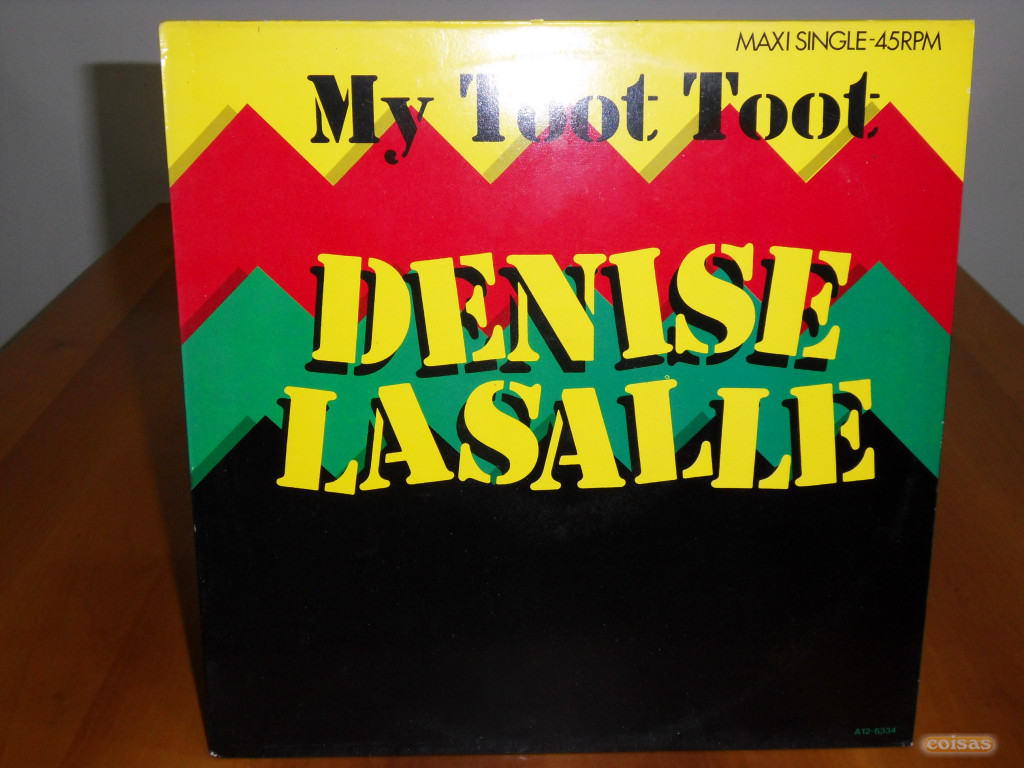 MAXI SINGLE-45RPM
My Toot Toot
DENISE
LASALLE
A12-6334
coisas